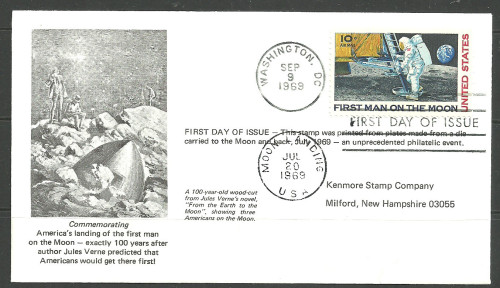 WASHINGTON, DC
SEP
9
1969
10¢
AIR MAIL
UNITED STATES
FIRST MAN ON THE MOON
FIRST DAY OF ISSUE
FIRST DAY OF ISSUE — This stamp was printed from plates made from a die
carried to the Moon and back, July 1969 — an unprecedented philatelic event.
MOON LANDING
JUL
20
1969
USA
A 100-year-old wood-cut
from Jules Verne's novel,
"From the Earth to the
Moon", showing three
Americans on the Moon.
Kenmore Stamp Company
Milford, New Hampshire 03055
Commemorating
America's landing of the first man
on the Moon — exactly 100 years after
author Jules Verne predicted that
Americans would get there first!